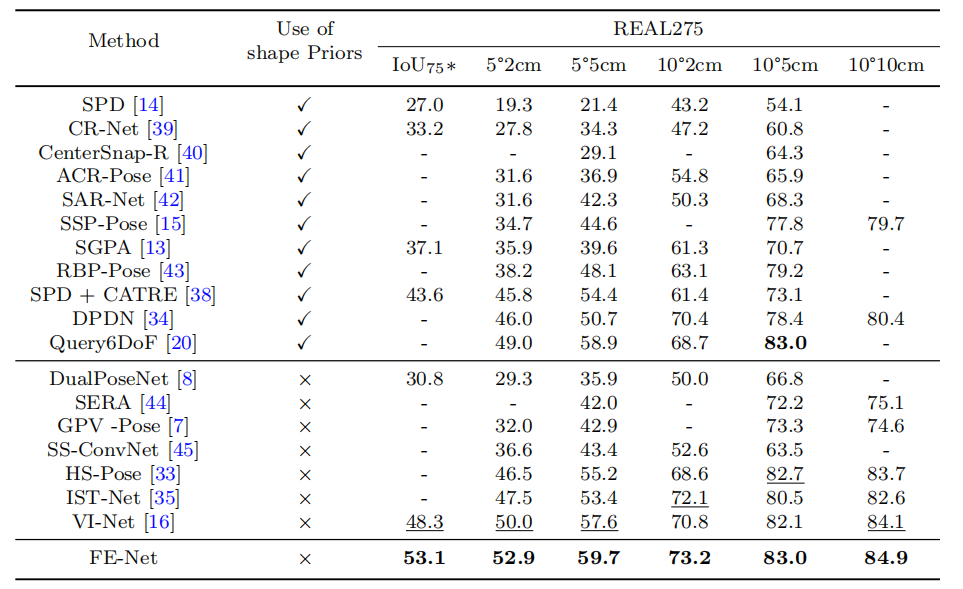 Method Use of shape Priors REAL275
IoU75* 5°2cm 5°5cm 10°2cm 10°5cm 10°10cm
SPD [14] ✓ 27.0 19.3 21.4 43.2 54.1 -
CR-Net [39] ✓ 33.2 27.8 34.3 47.2 60.8 -
CenterSnap-R [40] ✓ - - 29.1 - 64.3 -
ACR-Pose [41] ✓ - 31.6 36.9 54.8 65.9 -
SAR-Net [42] ✓ - 31.6 42.3 50.3 68.3 -
SSP-Pose [15] ✓ - 34.7 44.6 - 77.8 79.7
SGPA [13] ✓ 37.1 35.9 39.6 61.3 70.7 -
RBP-Pose [43] ✓ - 38.2 48.1 63.1 79.2 -
SPD + CATRE [38] ✓ 43.6 45.8 54.4 61.4 73.1 -
DPDN [34] ✓ - 46.0 50.7 70.4 78.4 80.4
Query6DoF [20] ✓ - 49.0 58.9 68.7 83.0 -
DualPoseNet [8] × 30.8 29.3 35.9 50.0 66.8 -
SERA [44] × - - 42.0 - 72.2 75.1
GPV -Pose [7] × - 32.0 42.9 - 73.3 74.6
SS-ConvNet [45] × - 36.6 43.4 52.6 63.5 -
HS-Pose [33] × - 46.5 55.2 68.6 82.7 83.7
IST-Net [35] × - 47.5 53.4 72.1 80.5 82.6
VI-Net [16] × 48.3 50.0 57.6 70.8 82.1 84.1
FE-Net × 53.1 52.9 59.7 73.2 83.0 84.9